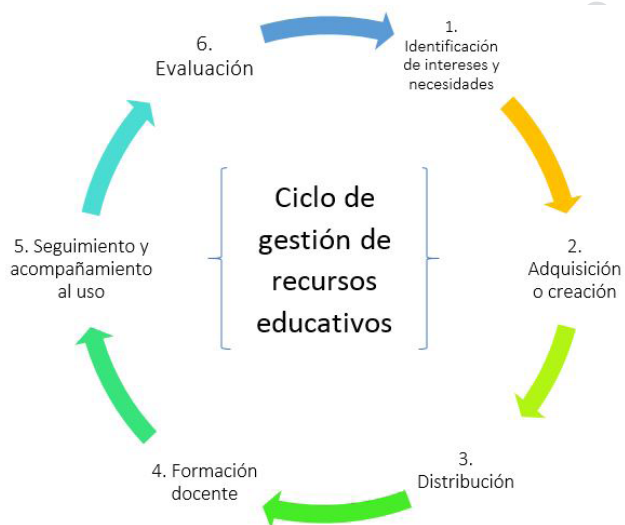 Ciclo de
gestión de
recursos
educativos
1.
Identificación
de intereses y
necesidades
2.
Adquisición
o creación
3.
Distribución
4. Formación
docente
5. Seguimiento y
acompañamiento
al uso
6.
Evaluación